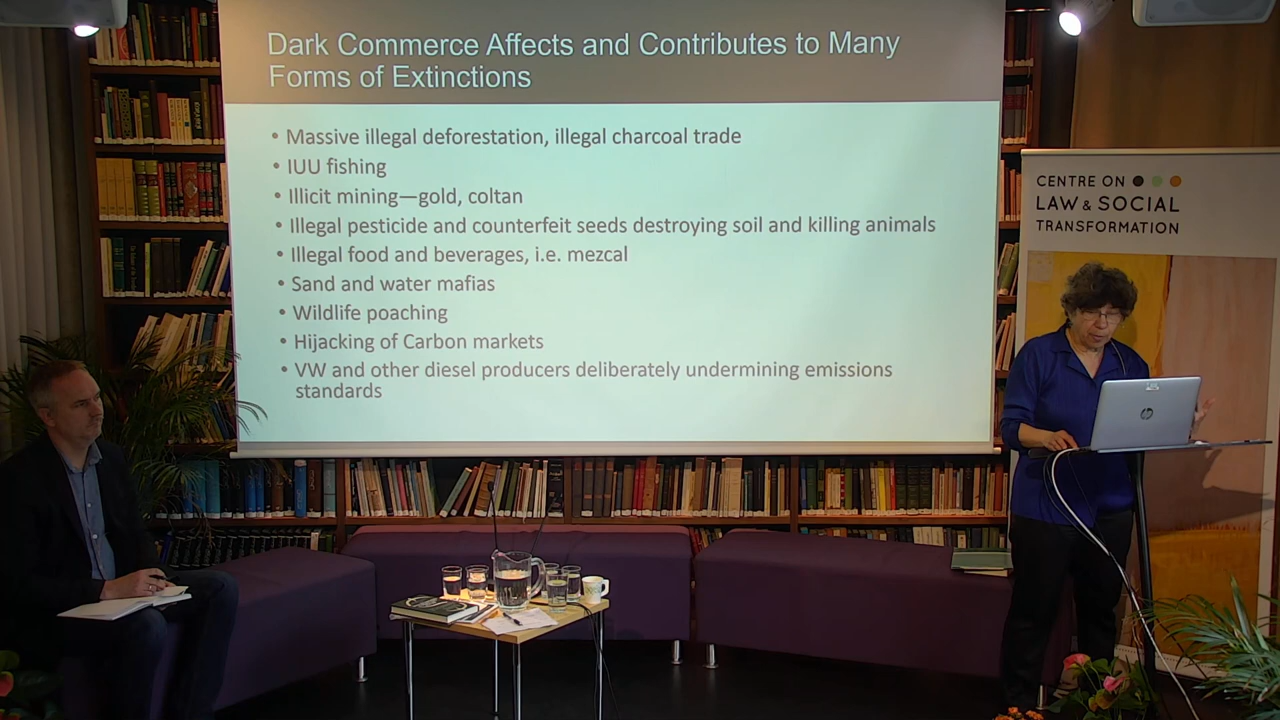 Dark Commerce Affects and Contributes to Many
Forms of Extinctions
• Massive illegal deforestation, illegal charcoal trade
• IUU fishing
• Illicit mining—gold, coltan
• Illegal pesticide and counterfeit seeds destroying soil and killing animals
• Illegal food and beverages, i.e. mezcal
• Sand and water mafias
• Wildlife poaching
• Hijacking of Carbon markets
• VW and other diesel producers deliberately undermining emissions
standards
CENTRE ON
LAW & SOCIAL
TRANSFORMATION
hp